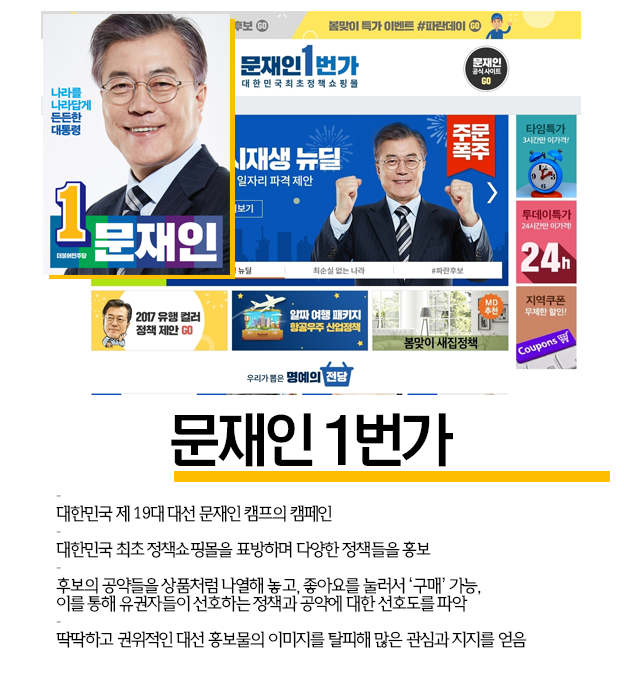 후보 GO
봄맞이 특가 이벤트 #파란데이 GO
문재인1번가
대한민국최초정책쇼핑몰
문재인
공식사이트
GO
나라를
나라답게
든든한
대통령
1
더불어민주당
문재인
시재생 뉴딜
일자리 파격 제안
보기
주문
폭주
뉴딜
최순실 없는 나라
#파란후보
타임특가
3시간만 이가격!
투데이특가
24시간만 이가격!
24h
지역쿠폰
무제한 할인!
Coupons
2017 유행 컬러
정책 제안 GO
알짜 여행 패키지
항공우주 산업정책
MD
추천
봄맞이 새집정책
우리가 뽑은 명예의 전당
문재인 1번가
대한민국 제 19대 대선 문재인 캠프의 캠페인
대한민국 최초 정책쇼핑몰을 표방하며 다양한 정책들을 홍보
후보의 공약들을 상품처럼 나열해 놓고, 좋아요를 눌러서 ‘구매’ 가능,
이를 통해 유권자들이 선호하는 정책과 공약에 대한 선호도를 파악
딱딱하고 권위적인 대선 홍보물의 이미지를 탈피해 많은 관심과 지지를 얻음